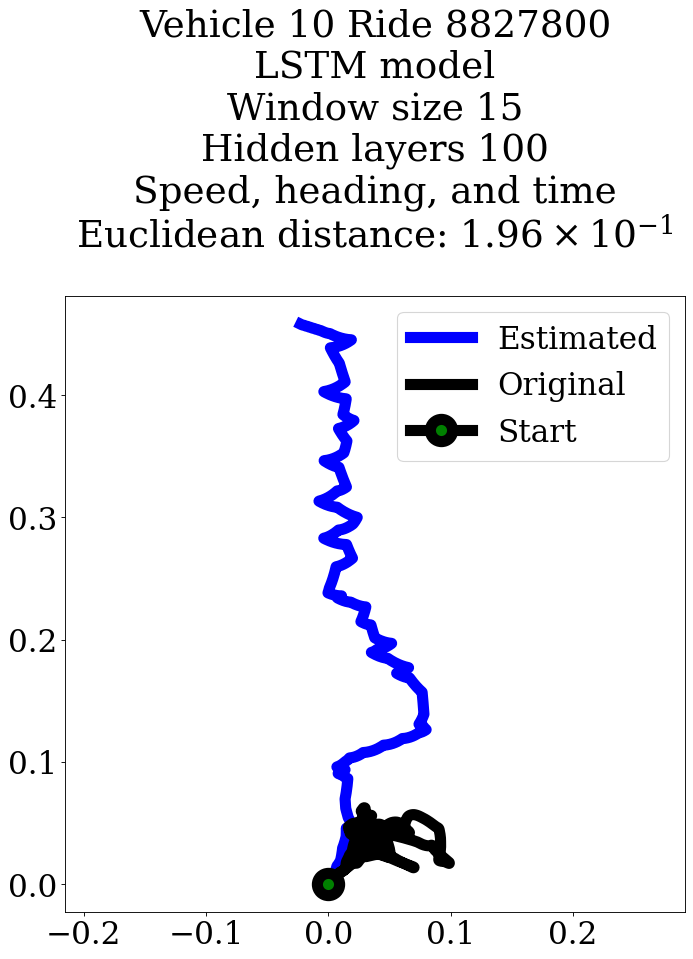 Vehicle 10 Ride 8827800
LSTM model
Window size 15
Hidden layers 100
Speed, heading, and time
Euclidean distance: 1.96 × 10⁻¹
Estimated
Original
Start
0.4
0.3
0.2
0.1
0.0
−0.2 −0.1 0.0 0.1 0.2